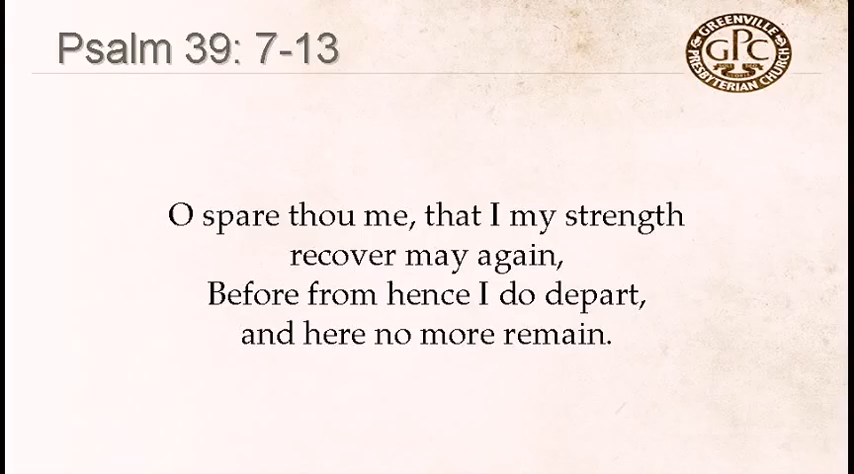 Psalm 39: 7-13
GREENVILLE
GPC
PRESBYTERIAN CHURCH
O spare thou me, that I my strength
recover may again,
Before from hence I do depart,
and here no more remain.